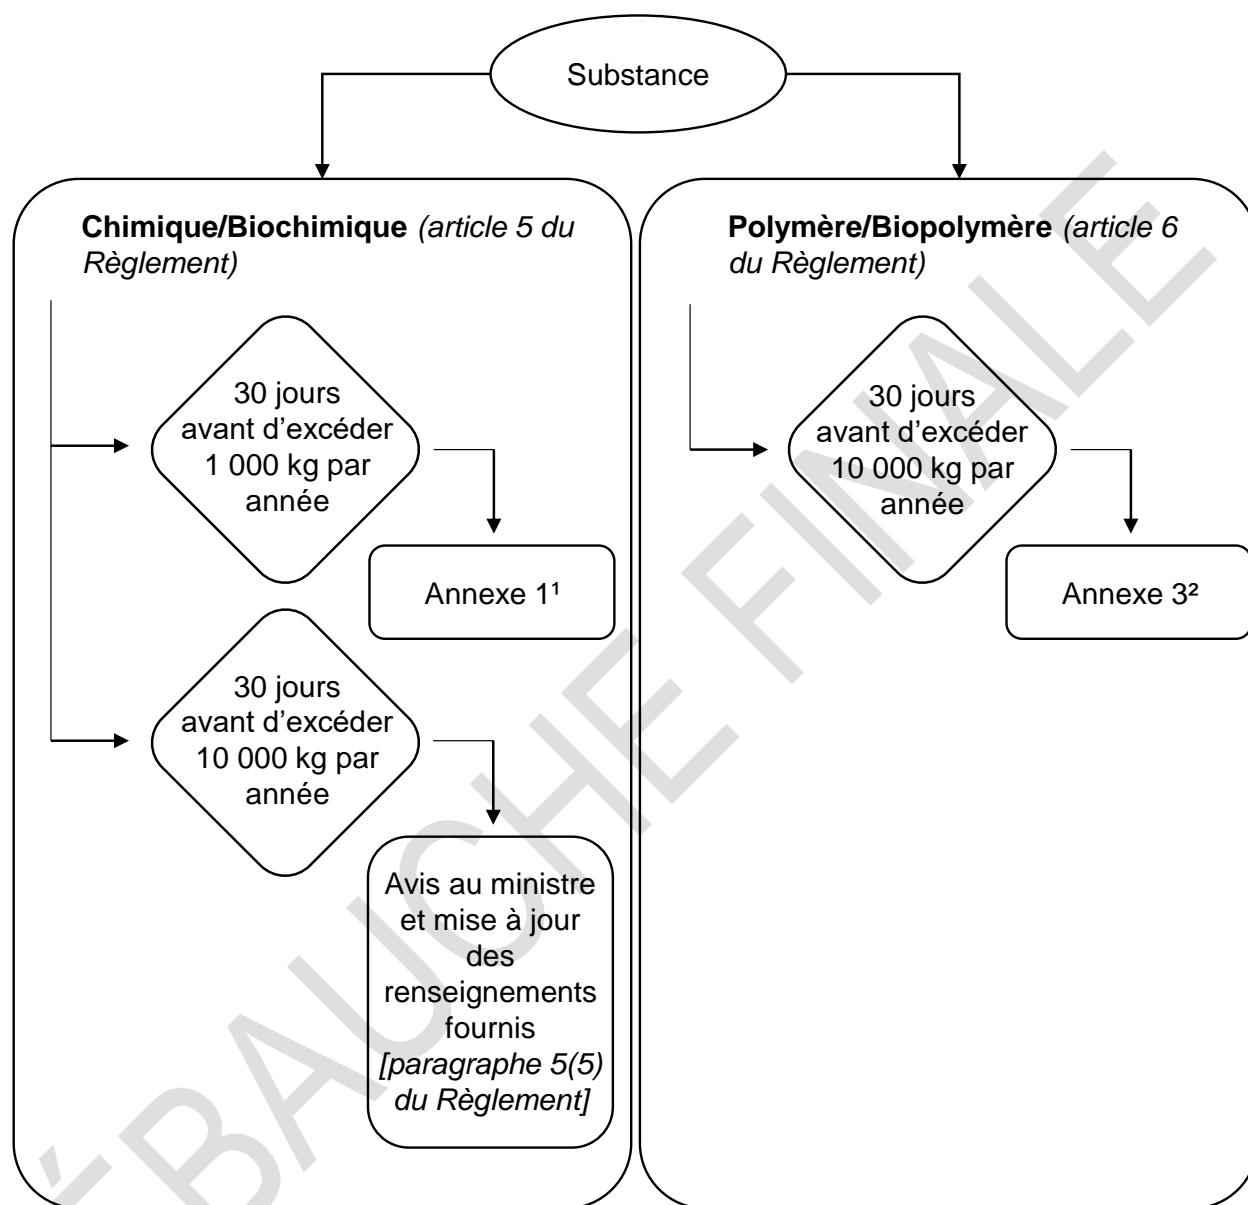 Substance
Chimique/Biochimique (article 5 du
Règlement)
30 jours
avant d'excéder
1 000 kg par
année
Annexe 1¹
30 jours
avant d'excéder
10 000 kg par
année
Avis au ministre
et mise à jour
des
renseignements
fournis
[paragraphe 5(5)
du Règlement]
Polymère/Biopolymère (article 6
du Règlement)
30 jours
avant d'excéder
10 000 kg par
année
Annexe 3²
ÉBAUCHE FINALE